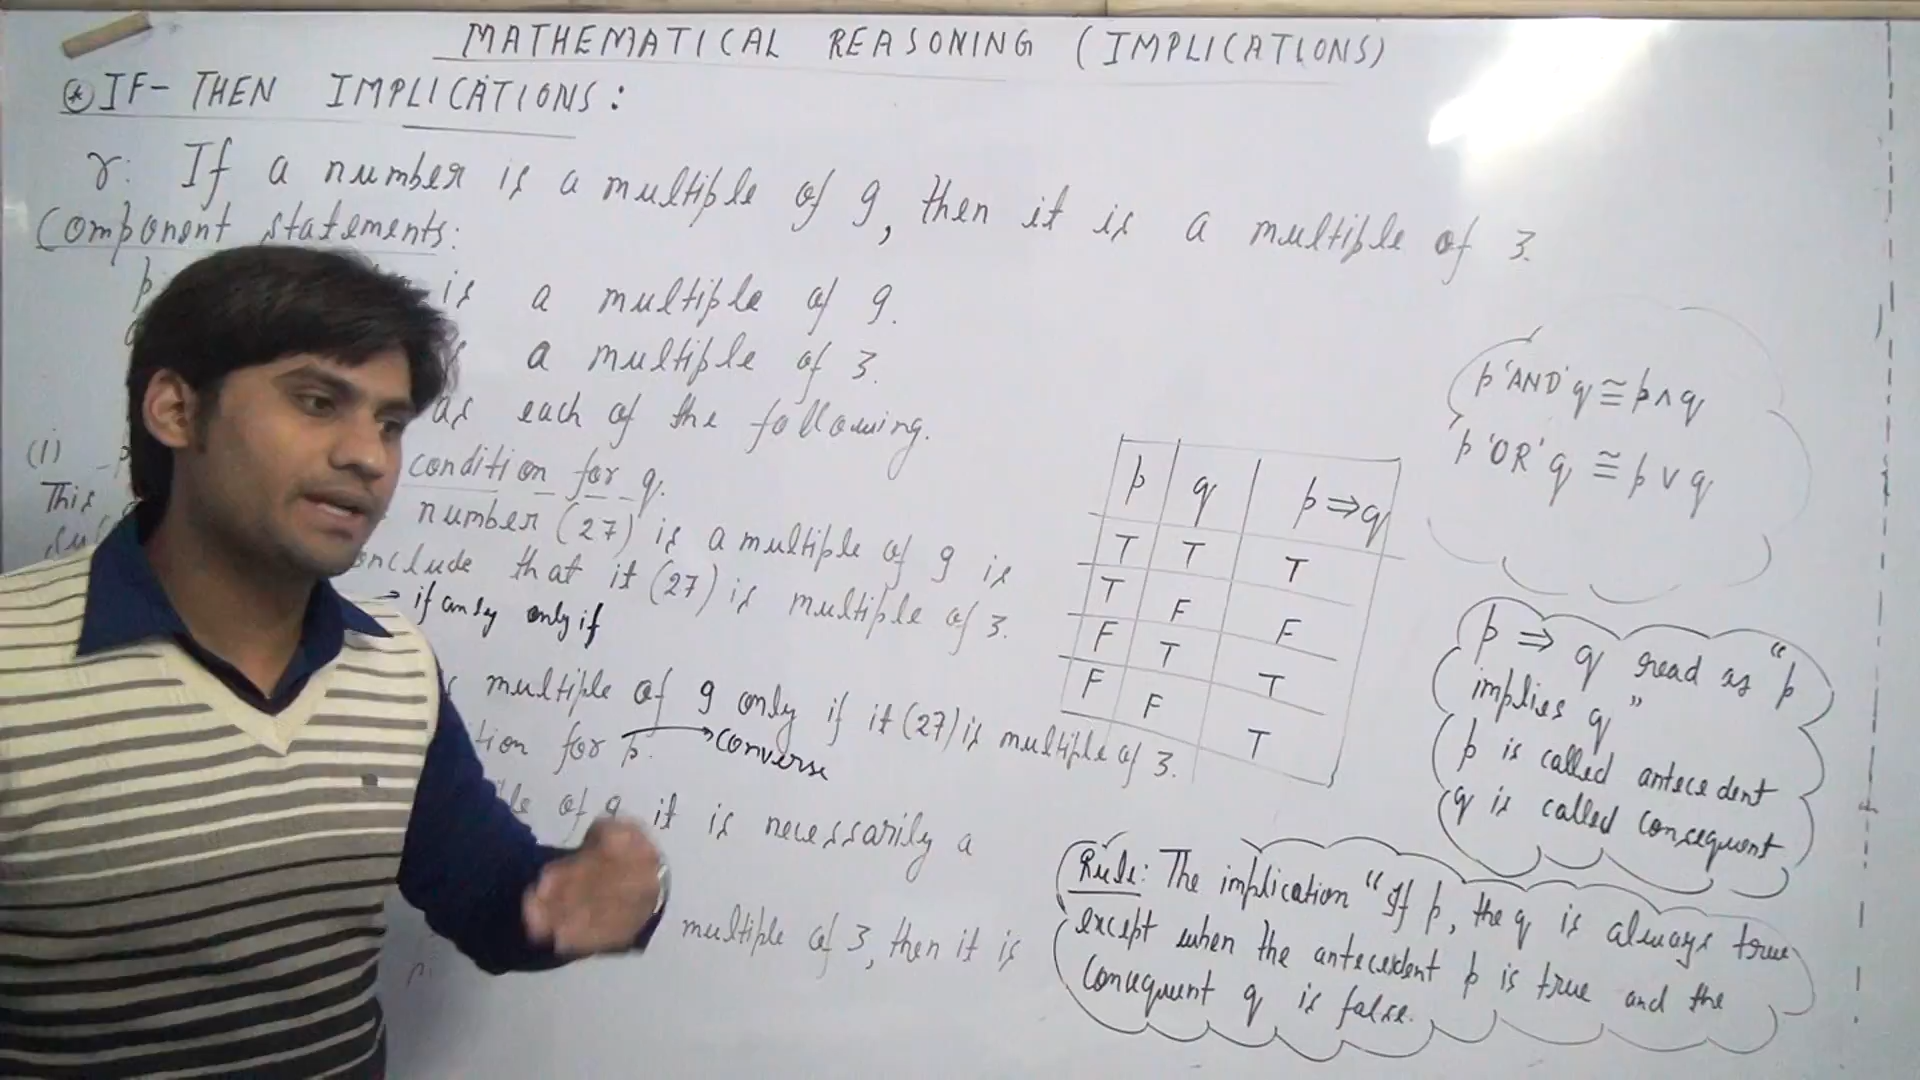 MATHEMATICAL REASONING (IMPLICATIONS)
* IF-THEN IMPLICATIONS:
r: If a number is a multiple of 9, then it is a multiple of 3.
Component statements:
p is a multiple of 9.
a multiple of 3.
as each of the following.
(i) condition for q.
This number (27) is a multiple of 9 is
conclude that it (27) is multiple of 3.
→ if any only if
multiple of 9 only if it (27) is multiple of 3.
for p. → converse
of 9 it is necessarily a
multiple of 3, then it is
p 'AND' q ≅ p ∧ q
p 'OR' q ≅ p ∨ q
p q p ⇒ q
T T T
T F F
F T T
F F T
p ⇒ q read as "p
implies q"
p is called antecedent
q is called consequent
Rule: The implication "If p, the q is always true
except when the antecedent p is true and the
consequent q is false.